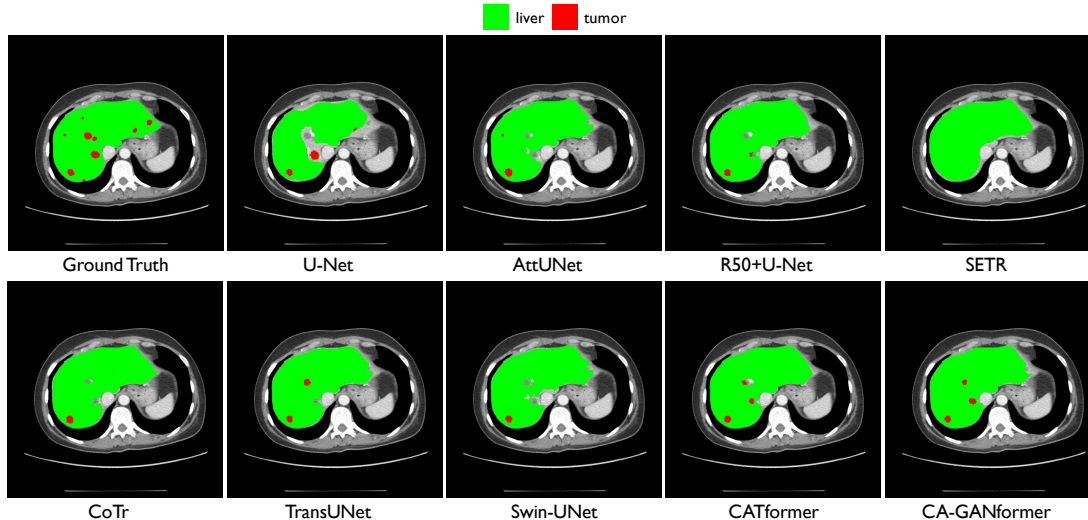 liver tumor
Ground Truth U-Net AttUNet R50+U-Net SETR
CoTr TransUNet Swin-UNet CATformer CA-GANformer